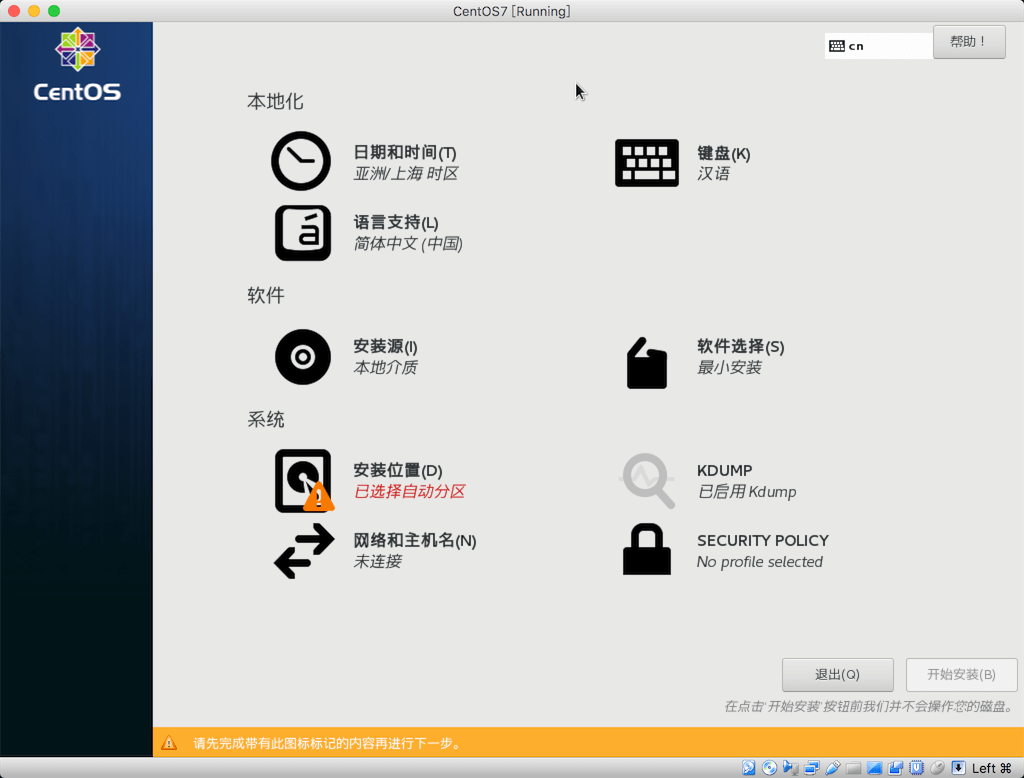 CentOS7 [Running]
CentOS
cn
帮助！
本地化
日期和时间(T)
亚洲/上海 时区
键盘(K)
汉语
语言支持(L)
简体中文 (中国)
软件
安装源(I)
本地介质
软件选择(S)
最小安装
系统
安装位置(D)
已选择自动分区
KDUMP
已启用 Kdump
网络和主机名(N)
未连接
SECURITY POLICY
No profile selected
退出(Q)
开始安装(B)
在点击'开始安装'按钮前我们并不会操作您的磁盘。
请先完成带有此图标标记的内容再进行下一步。
Left ⌘